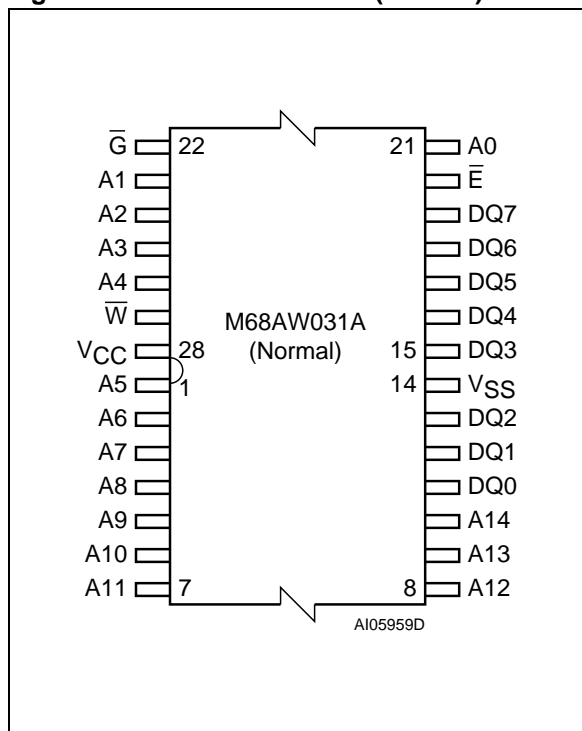 G̅ 22 21 A0
A1 E̅
A2 DQ7
A3 DQ6
A4 DQ5
W̅ DQ4
VCC 28 M68AW031A (Normal) 15 DQ3
A5 1 14 VSS
A6 DQ2
A7 DQ1
A8 DQ0
A9 A14
A10 A13
A11 7 8 A12
AI05959D